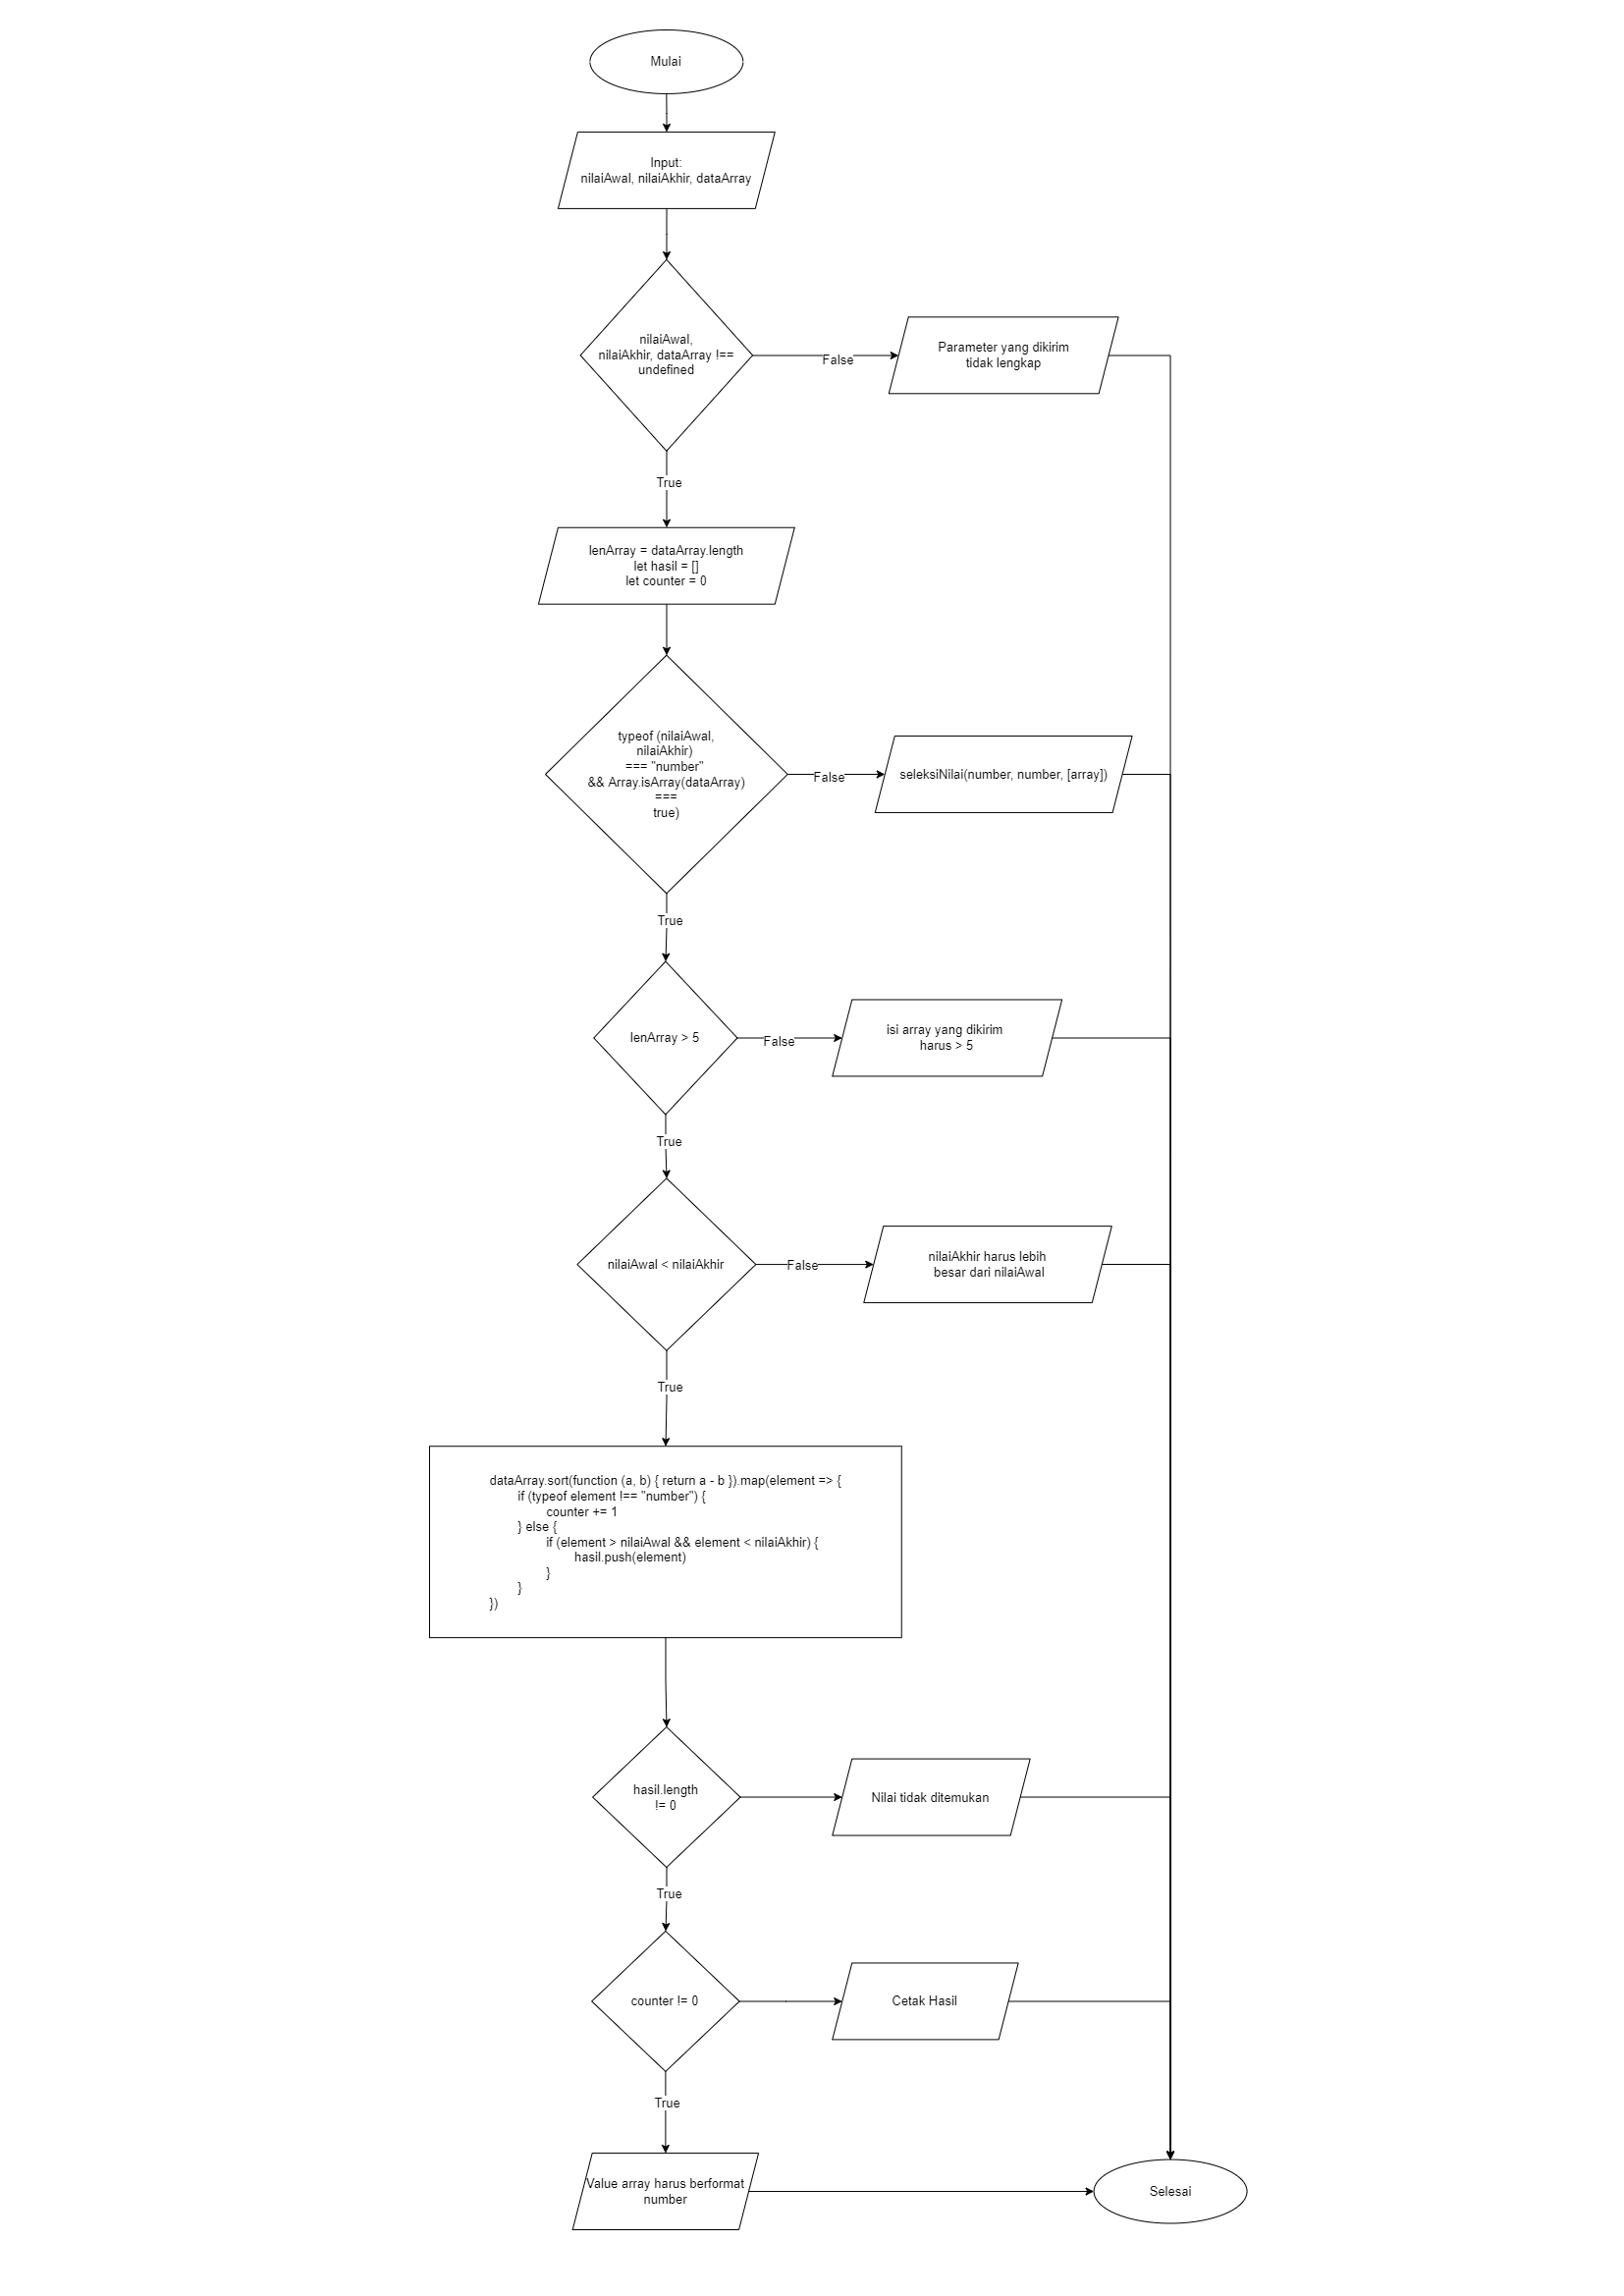 Mulai
Input:
nilaiAwal, nilaiAkhir, dataArray
nilaiAwal,
nilaiAkhir, dataArray !==
undefined
False
Parameter yang dikirim
tidak lengkap
True
lenArray = dataArray.length
let hasil = []
let counter = 0
typeof (nilaiAwal,
nilaiAkhir)
=== "number"
&& Array.isArray(dataArray)
===
true)
False
seleksiNilai(number, number, [array])
True
lenArray > 5
False
isi array yang dikirim
harus > 5
True
nilaiAwal < nilaiAkhir
False
nilaiAkhir harus lebih
besar dari nilaiAwal
True
dataArray.sort(function (a, b) { return a - b }).map(element => {
if (typeof element !== "number") {
counter += 1
} else {
if (element > nilaiAwal && element < nilaiAkhir) {
hasil.push(element)
}
}
})
hasil.length
!= 0
Nilai tidak ditemukan
True
counter != 0
Cetak Hasil
True
Value array harus berformat
number
Selesai